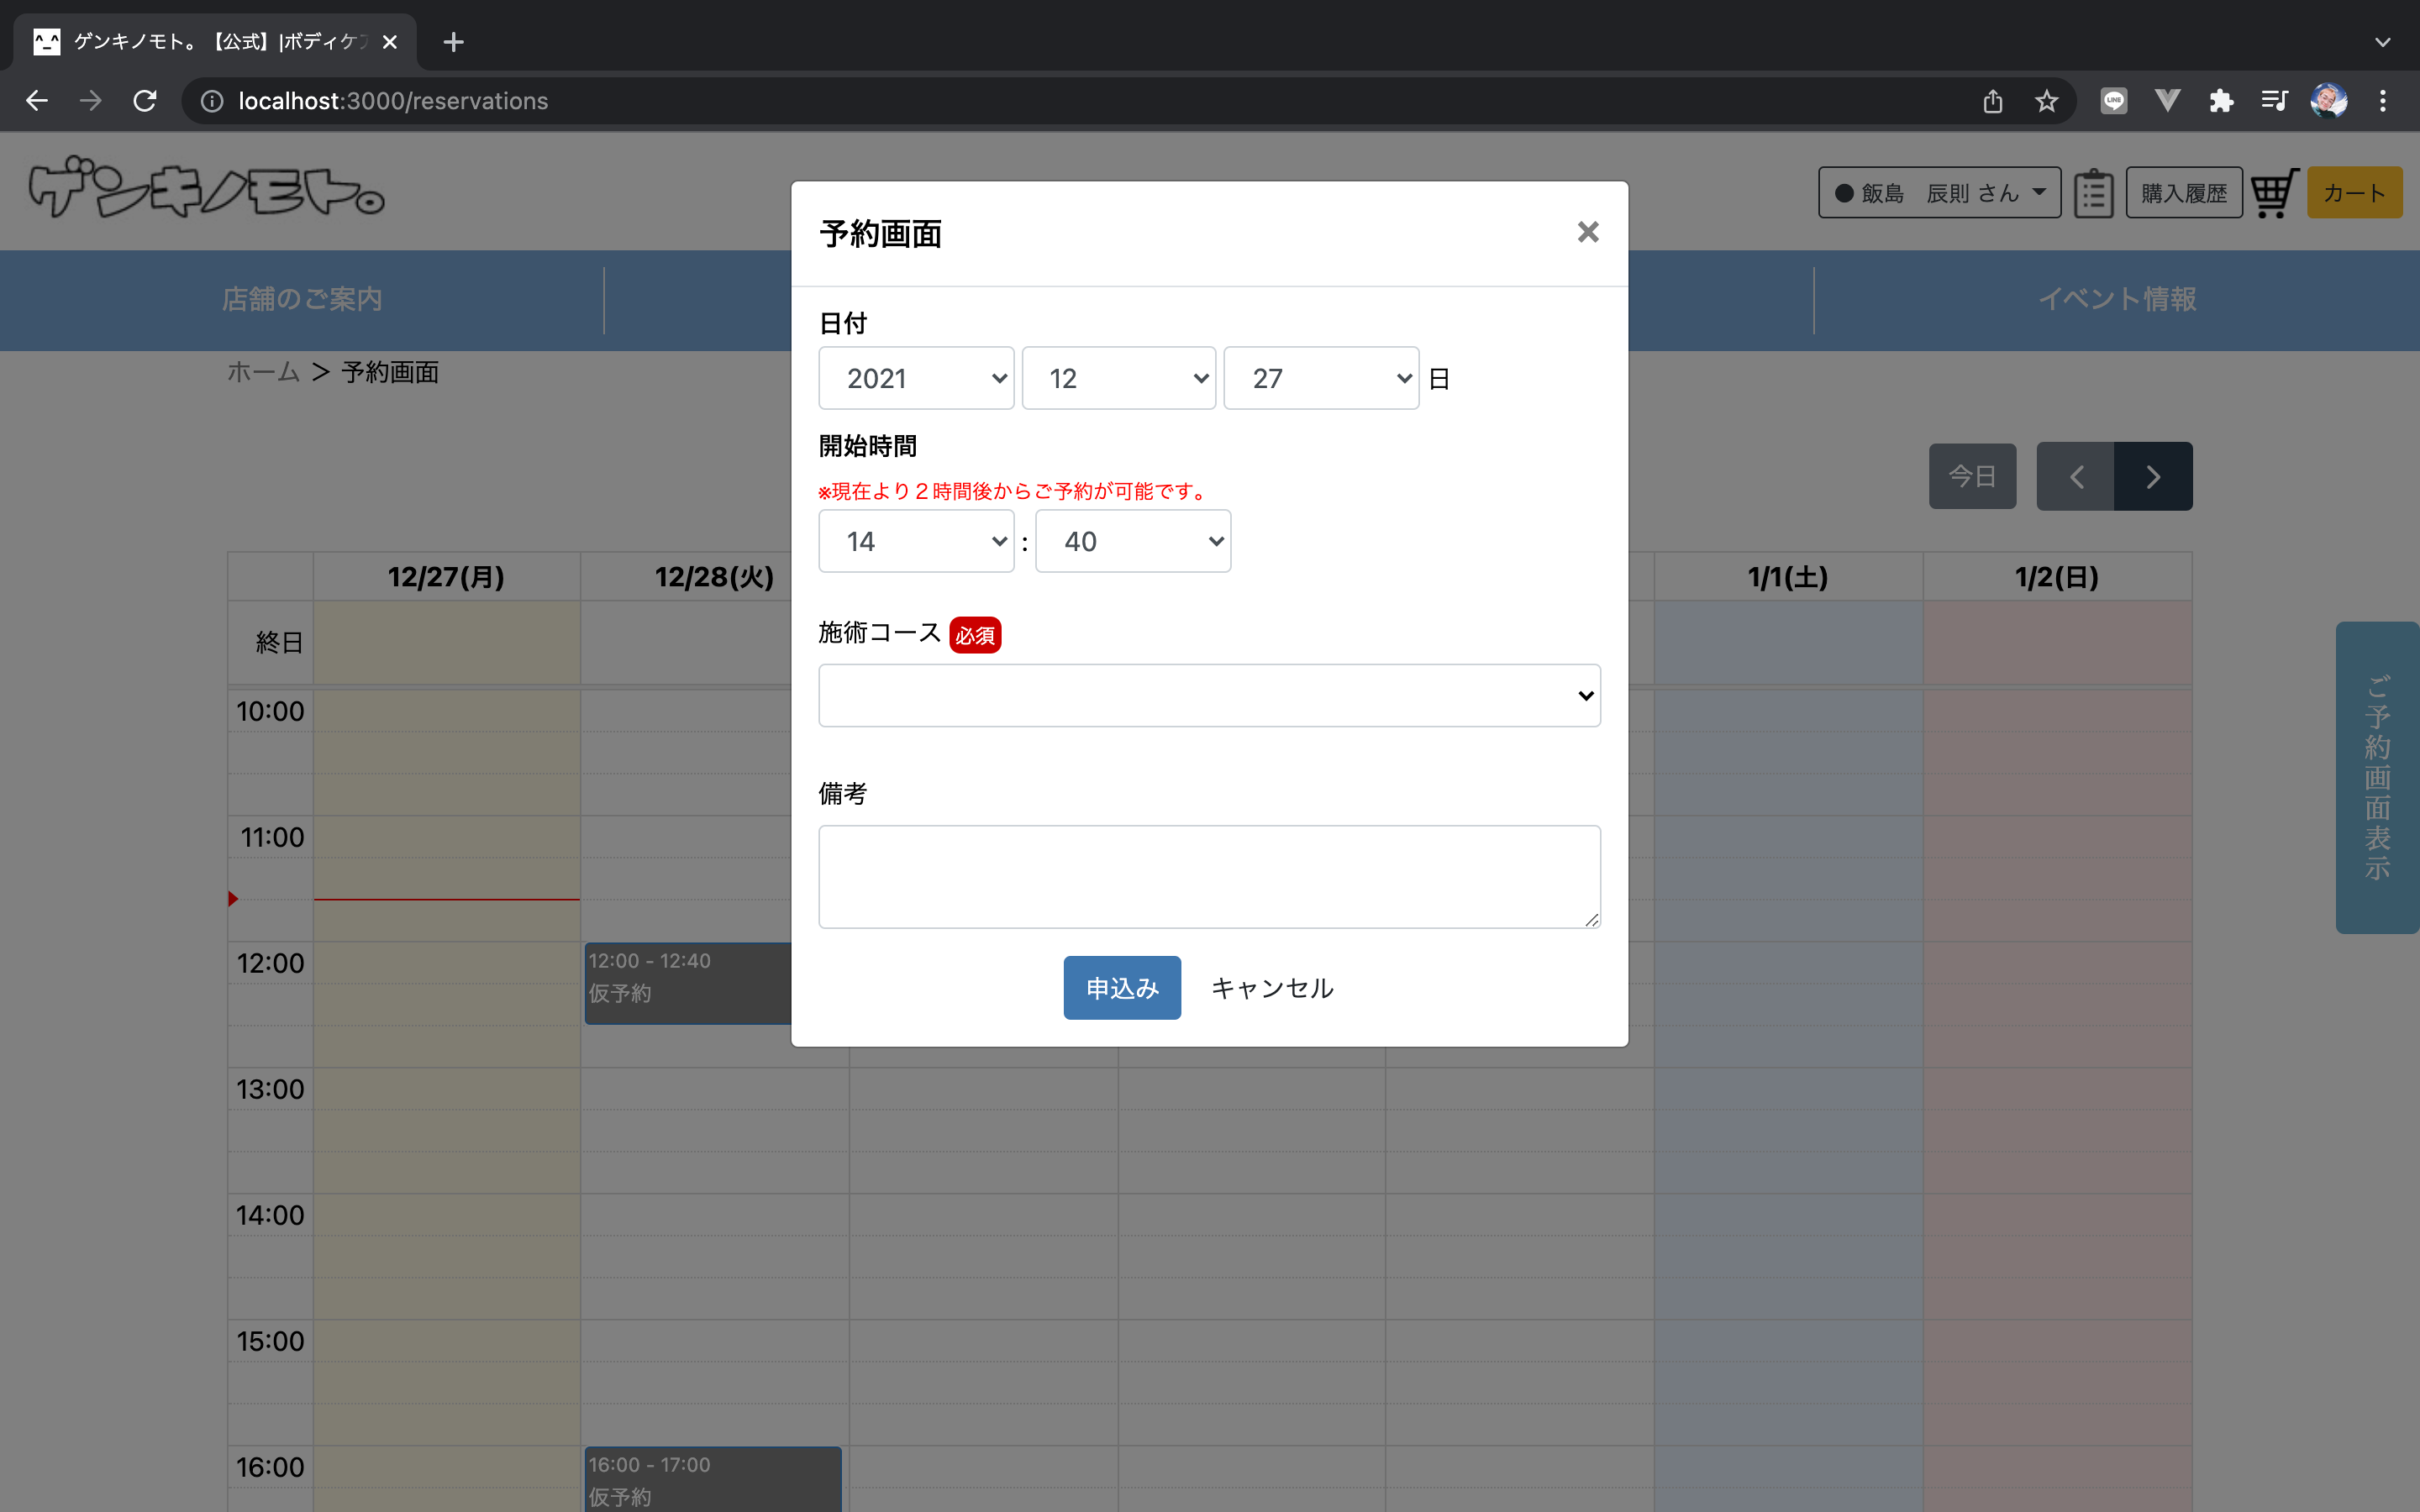 ゲンキノモト。【公式】|ボディケア
localhost:3000/reservations
ゲンキノモト。
飯島 辰則 さん
購入履歴
カート
店舗のご案内
イベント情報
ホーム > 予約画面
今日
12/27(月)
12/28(火)
1/1(土)
1/2(日)
終日
10:00
11:00
12:00
13:00
14:00
15:00
16:00
12:00 - 12:40
仮予約
16:00 - 17:00
仮予約
予約画面
×
日付
2021 12 27 日
開始時間
※現在より２時間後からご予約が可能です。
14 : 40
施術コース 必須
備考
申込み キャンセル
ご予約画面表示